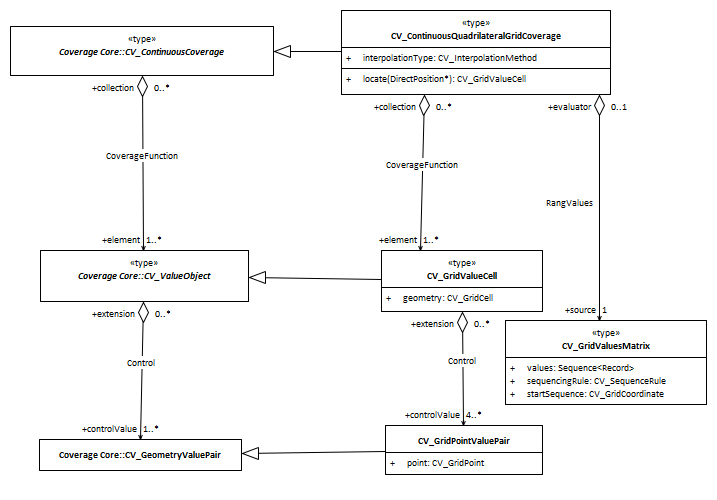 «type»
Coverage Core::CV_ContinuousCoverage
«type»
CV_ContinuousQuadrilateralGridCoverage
+ interpolationType: CV_InterpolationMethod
+ locate(DirectPosition*): CV_GridValueCell
+collection 0..*
+collection 0..*
+evaluator 0..1
CoverageFunction
CoverageFunction
RangValues
+element 1..*
+element 1..*
«type»
Coverage Core::CV_ValueObject
«type»
CV_GridValueCell
+ geometry: CV_GridCell
+extension 0..*
+extension 0..*
+source 1
«type»
CV_GridValuesMatrix
+ values: Sequence<Record>
+ sequencingRule: CV_SequenceRule
+ startSequence: CV_GridCoordinate
Control
Control
+controlValue 1..*
+controlValue 4..*
Coverage Core::CV_GeometryValuePair
CV_GridPointValuePair
+ point: CV_GridPoint